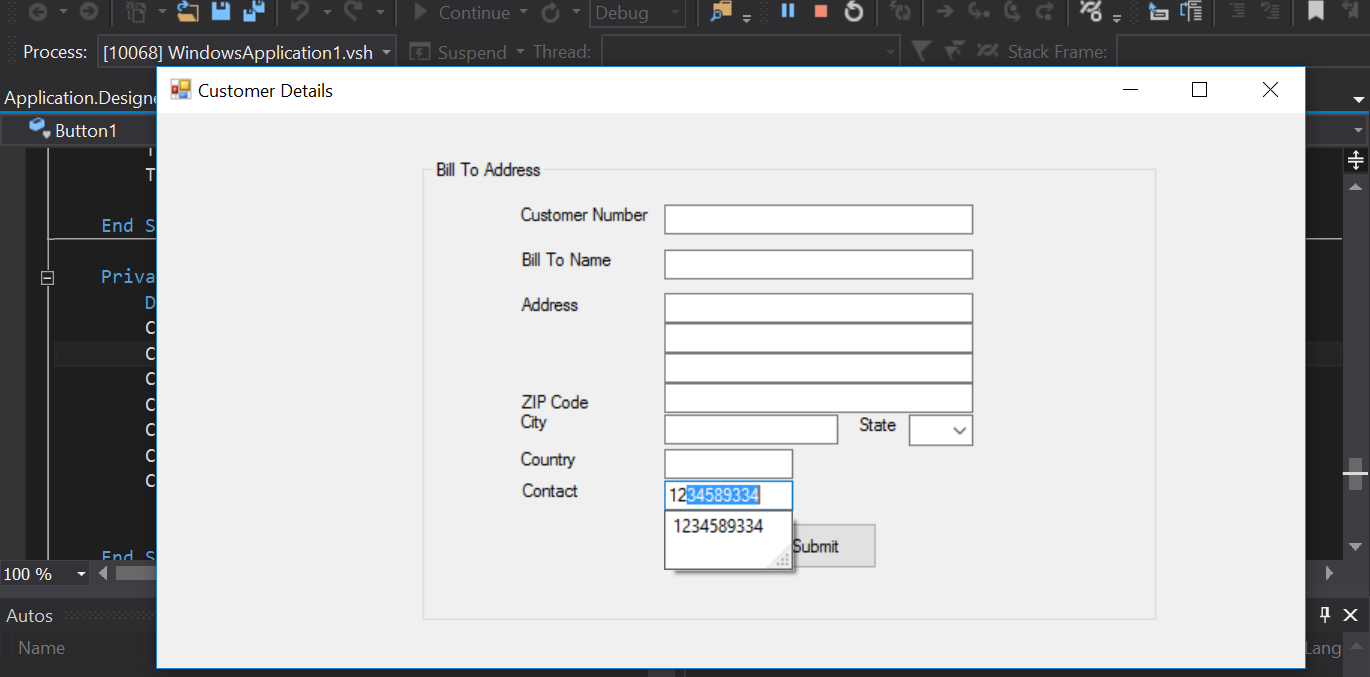 Continue Debug
Process: [10068] WindowsApplication1.vsh Suspend Thread: Stack Frame:
Customer Details
Application.Designe
Button1
Bill To Address
T
Customer Number
End S
Bill To Name
Priva
D
Address
C
C
C
C
ZIP Code
City State
C
C
Country
C
Contact 1234589334
1234589334
Submit
End S
100 %
Autos
Name Lang